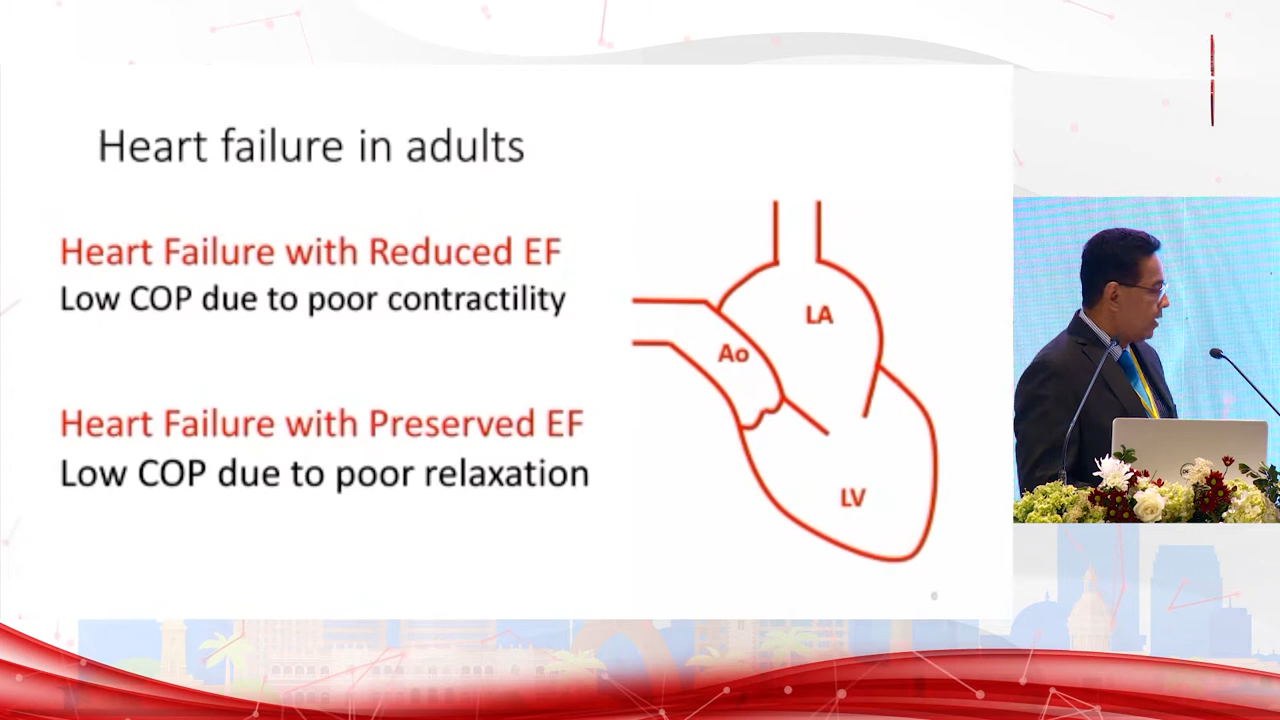 Heart failure in adults
Heart Failure with Reduced EF
Low COP due to poor contractility
Heart Failure with Preserved EF
Low COP due to poor relaxation
LA
Ao
LV